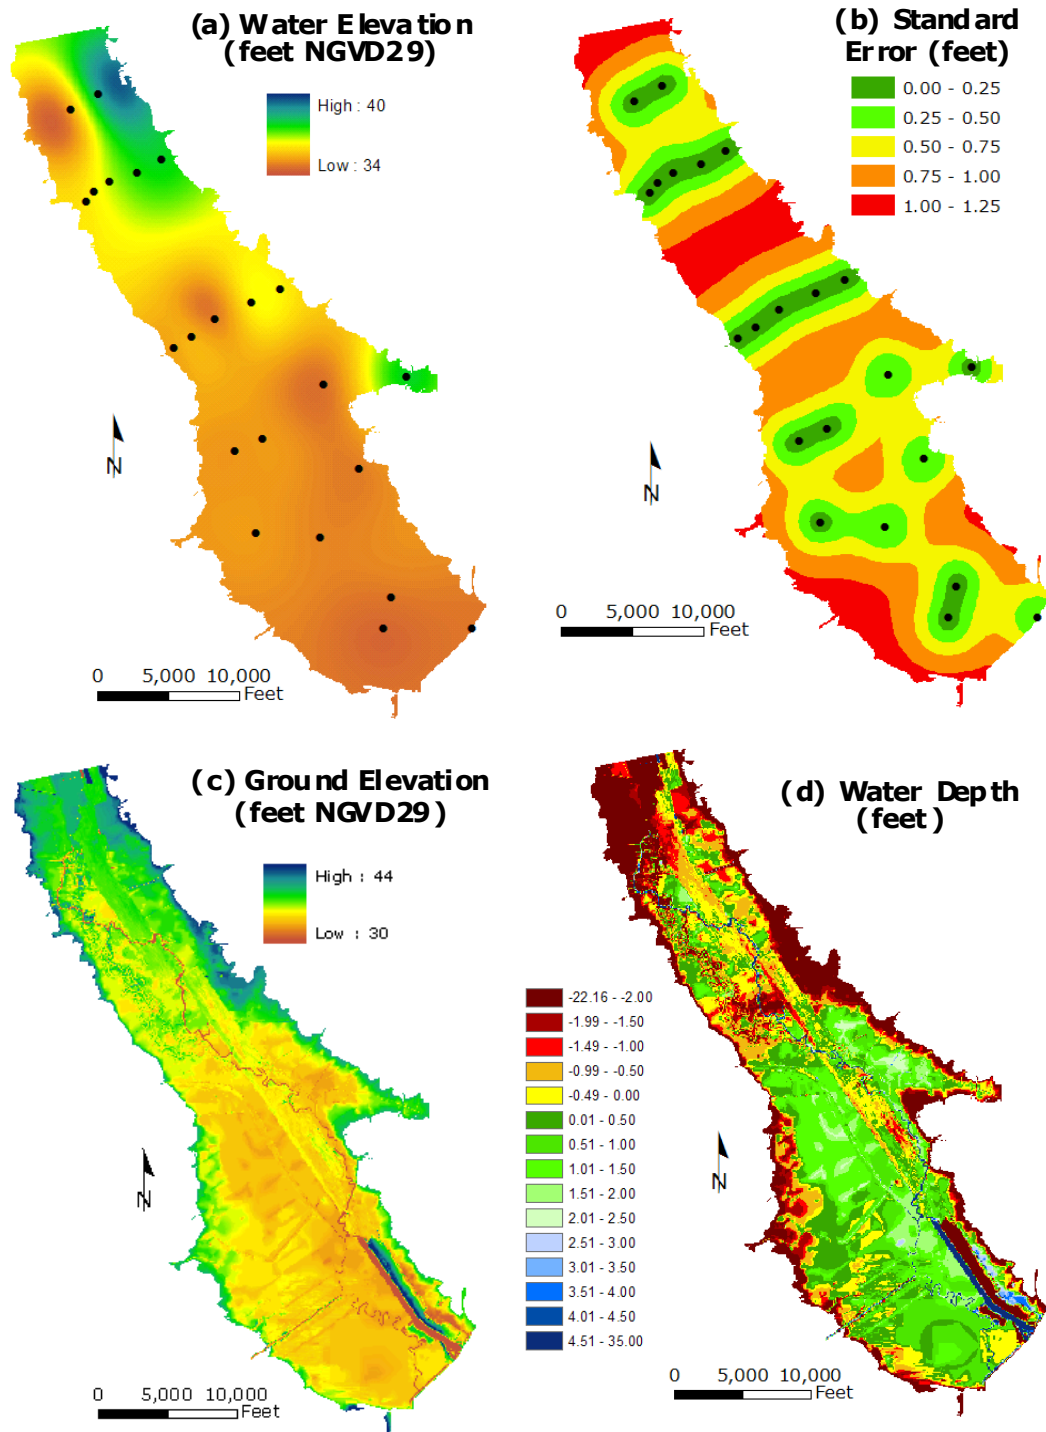 (a) Water Elevation
(feet NGVD29)
High : 40
Low : 34
N
0 5,000 10,000
Feet
(b) Standard
Error (feet)
0.00 - 0.25
0.25 - 0.50
0.50 - 0.75
0.75 - 1.00
1.00 - 1.25
N
0 5,000 10,000
Feet
(c) Ground Elevation
(feet NGVD29)
High : 44
Low : 30
N
0 5,000 10,000
Feet
(d) Water Depth
(feet)
-22.16 - -2.00
-1.99 - -1.50
-1.49 - -1.00
-0.99 - -0.50
-0.49 - 0.00
0.01 - 0.50
0.51 - 1.00
1.01 - 1.50
1.51 - 2.00
2.01 - 2.50
2.51 - 3.00
3.01 - 3.50
3.51 - 4.00
4.01 - 4.50
4.51 - 35.00
N
0 5,000 10,000
Feet